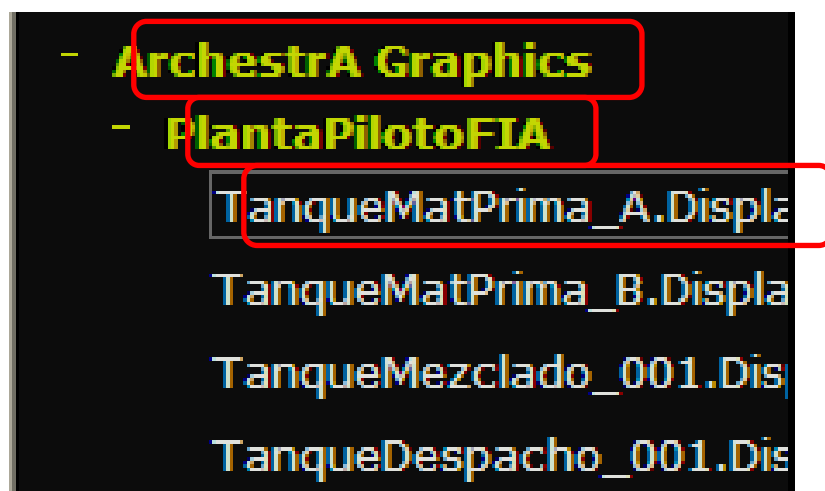 - ArchestrA Graphics
- PlantaPilotoFIA
TanqueMatPrima_A.Displa
TanqueMatPrima_B.Displa
TanqueMezclado_001.Dis
TanqueDespacho_001.Dis